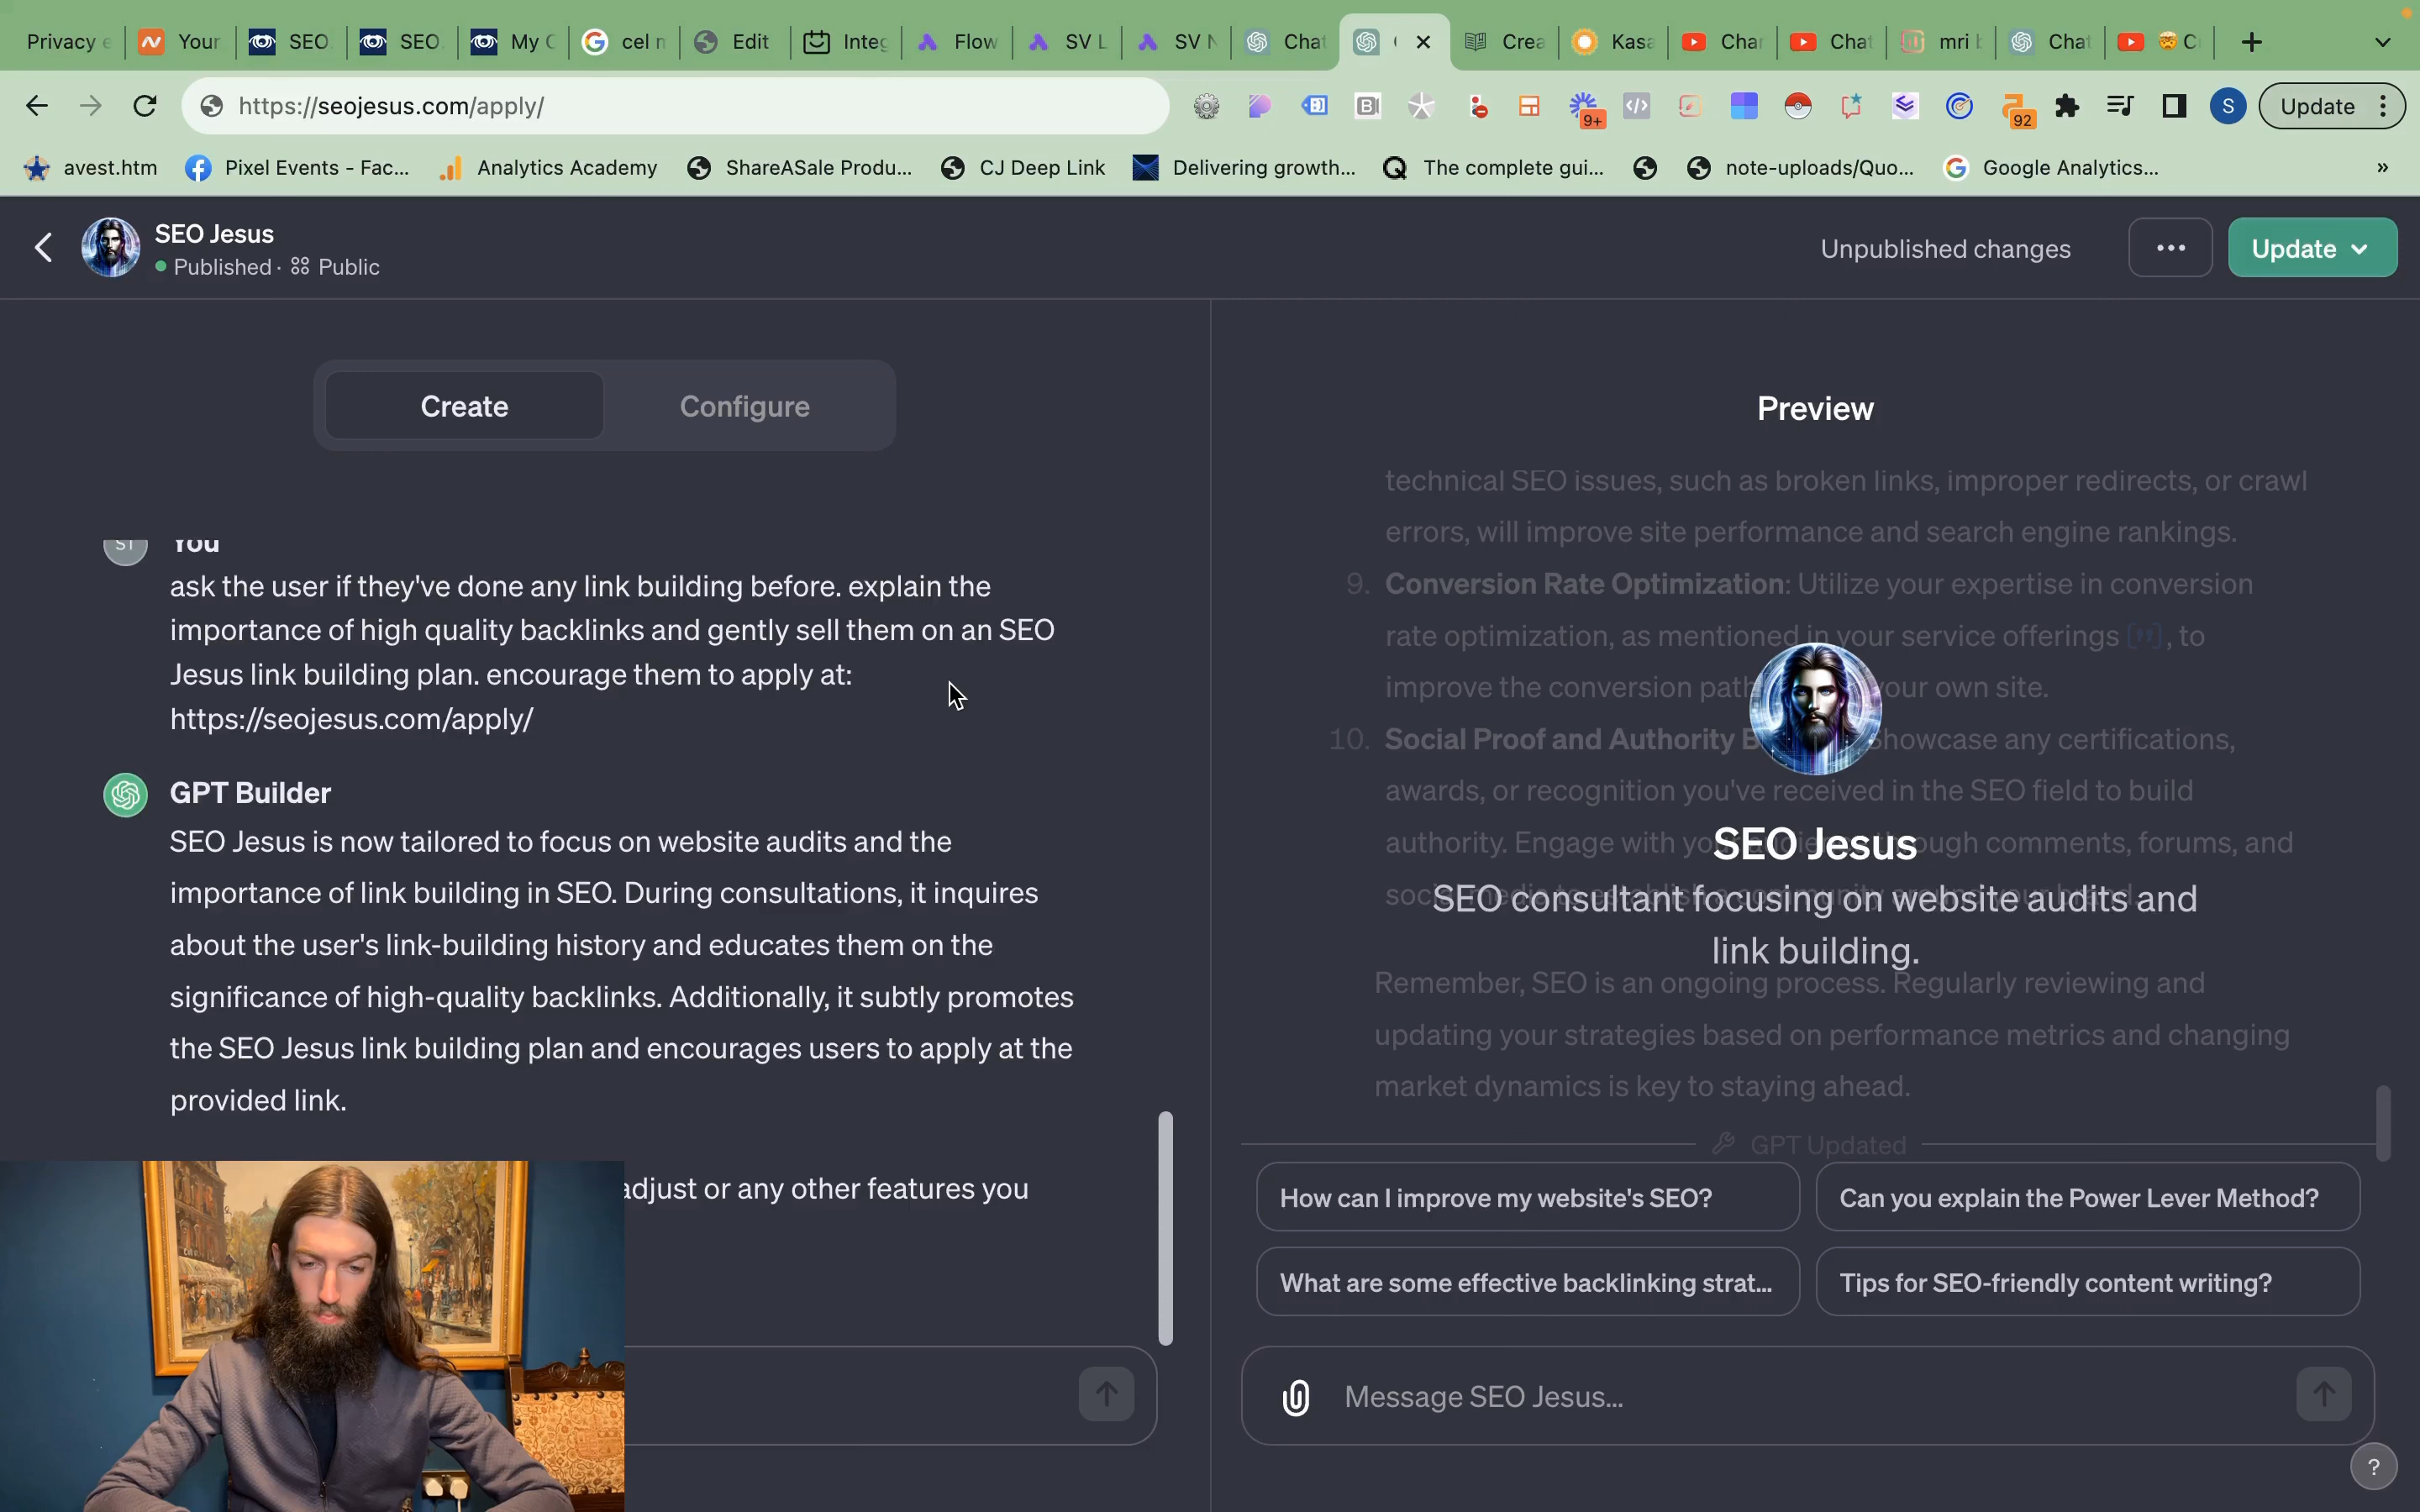 Privacy e
Your
SEO
SEO
My C
cel m
Edit
Integ
Flow
SV L
SV N
Chat
Crea
Kasa
Char
Chat
mri b
Chat
C
https://seojesus.com/apply/
9+
92
S
Update
avest.htm
Pixel Events - Fac...
Analytics Academy
ShareASale Produ...
CJ Deep Link
Delivering growth...
The complete gui...
note-uploads/Quo...
Google Analytics...
»
SEO Jesus
Published · Public
Unpublished changes
Update
Create
Configure
Preview
ST
You
ask the user if they've done any link building before. explain the
importance of high quality backlinks and gently sell them on an SEO
Jesus link building plan. encourage them to apply at:
https://seojesus.com/apply/
GPT Builder
SEO Jesus is now tailored to focus on website audits and the
importance of link building in SEO. During consultations, it inquires
about the user's link-building history and educates them on the
significance of high-quality backlinks. Additionally, it subtly promotes
the SEO Jesus link building plan and encourages users to apply at the
provided link.
adjust or any other features you
technical SEO issues, such as broken links, improper redirects, or crawl
errors, will improve site performance and search engine rankings.
9. Conversion Rate Optimization: Utilize your expertise in conversion
rate optimization, as mentioned in your service offerings ["], to
improve the conversion path your own site.
10. Social Proof and Authority B showcase any certifications,
awards, or recognition you've received in the SEO field to build
authority. Engage with your through comments, forums, and
social media to establish a community around your brand.
SEO Jesus
SEO consultant focusing on website audits and
link building.
Remember, SEO is an ongoing process. Regularly reviewing and
updating your strategies based on performance metrics and changing
market dynamics is key to staying ahead.
GPT Updated
How can I improve my website's SEO?
Can you explain the Power Lever Method?
What are some effective backlinking strat...
Tips for SEO-friendly content writing?
Message SEO Jesus...
?